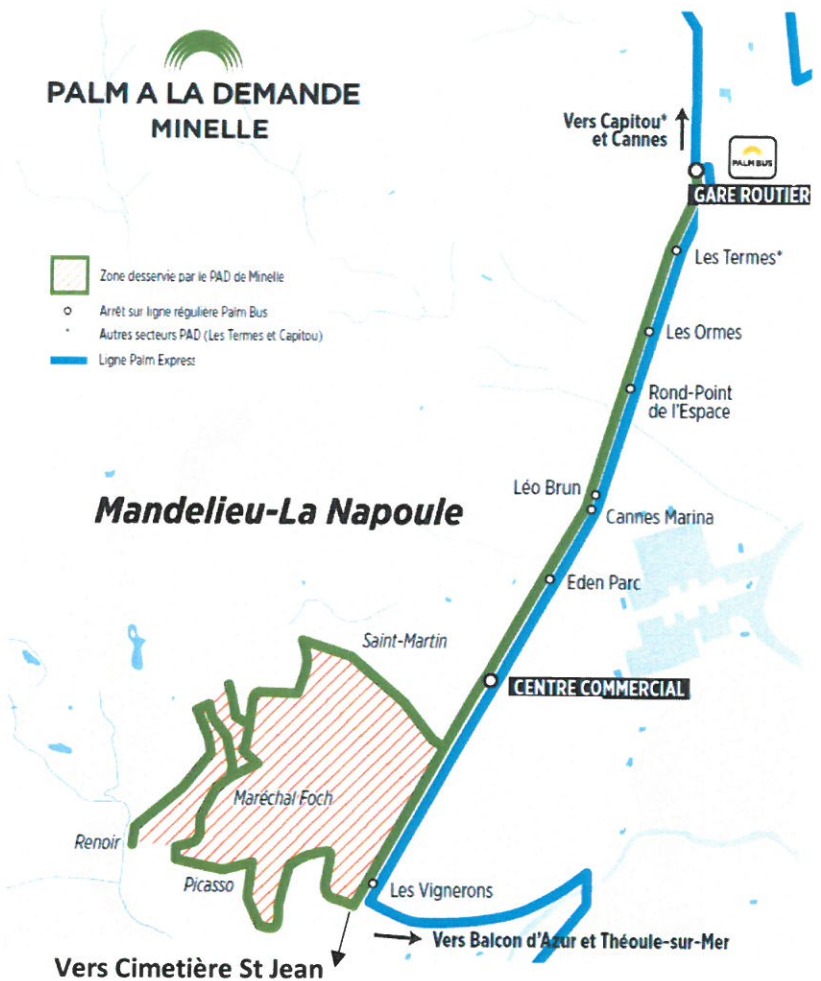 PALM A LA DEMANDE
MINELLE
Vers Capitou*
et Cannes
PALM BUS
GARE ROUTIÈR
Zone desservie par le PAD de Minelle
Arrêt sur ligne régulière Palm Bus
* Autres secteurs PAD (Les Termes et Capitou)
Ligne Palm Express
Les Termes*
Les Ormes
Rond-Point
de l'Espace
Léo Brun
Mandelieu-La Napoule
Cannes Marina
Eden Parc
Saint-Martin
CENTRE COMMERCIAL
Maréchal Foch
Renoir
Picasso
Les Vignerons
Vers Balcon d'Azur et Théoule-sur-Mer
Vers Cimetière St Jean